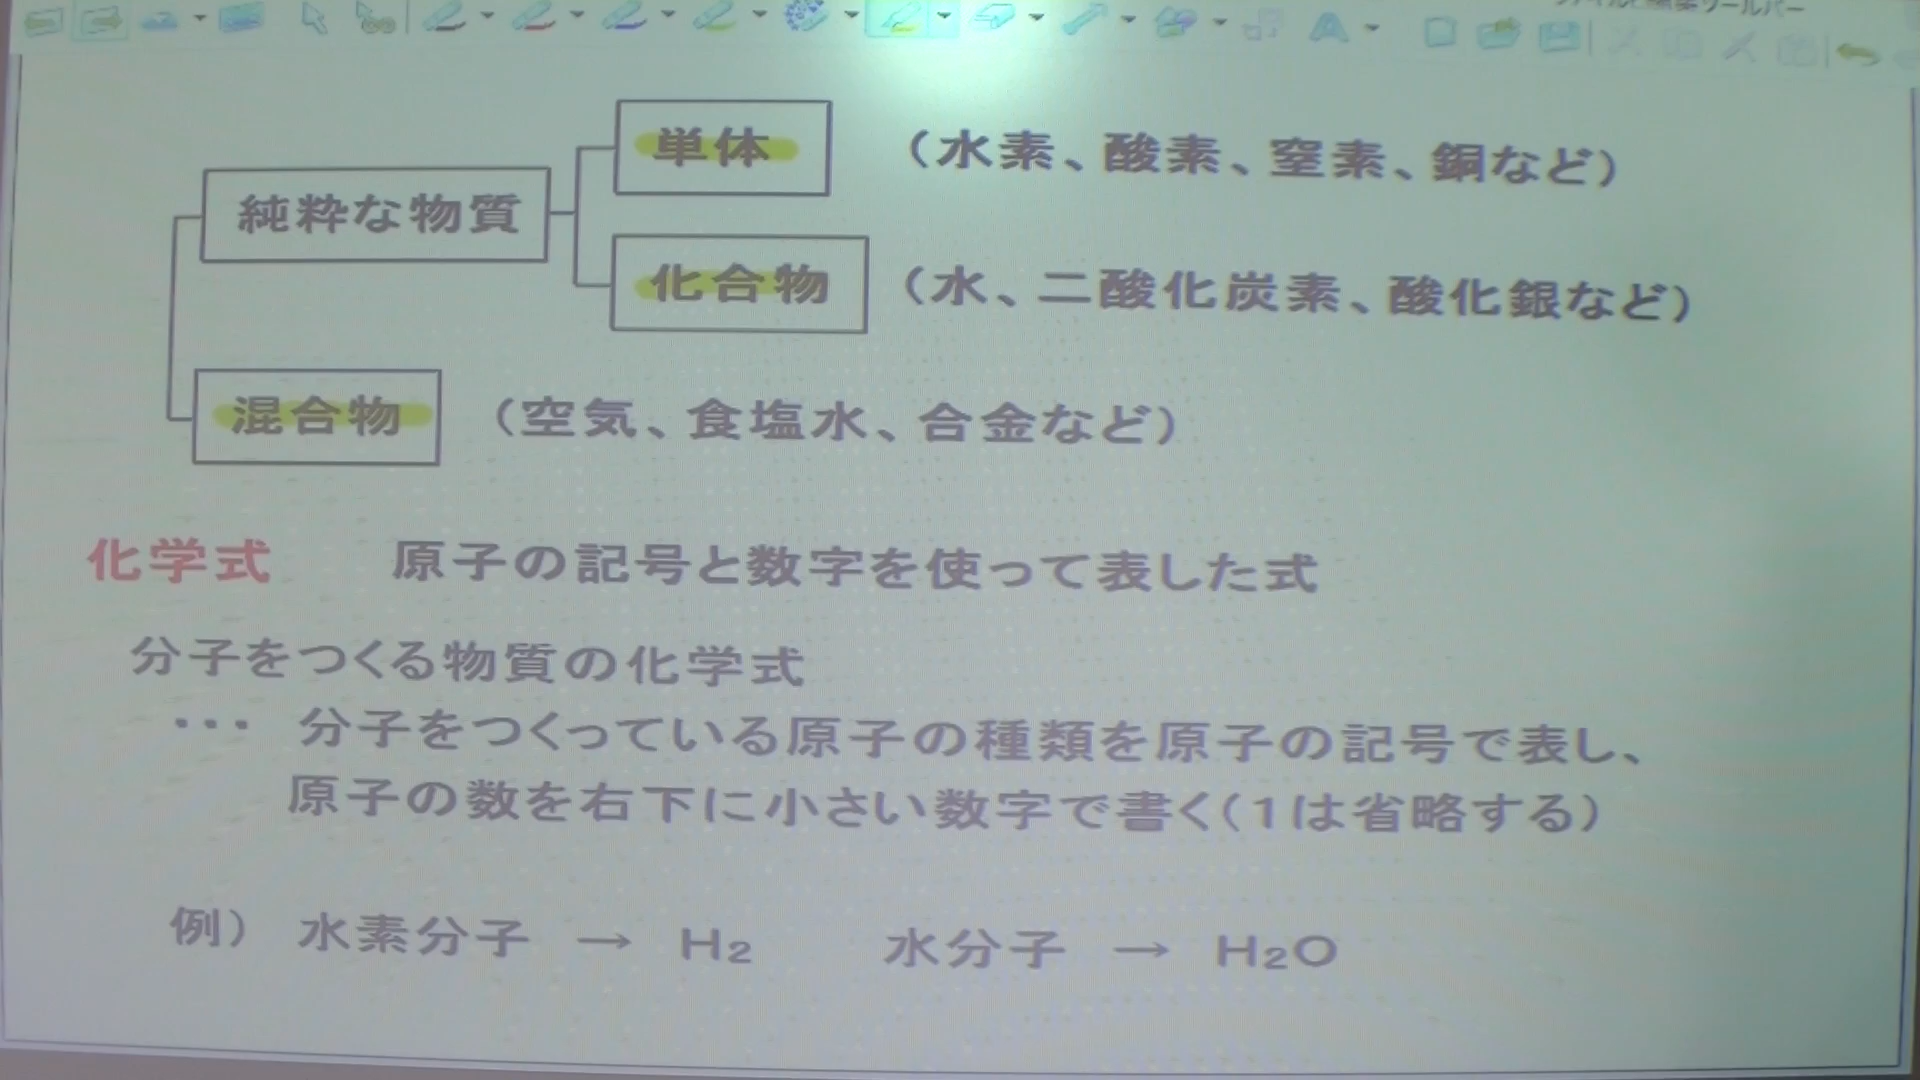 単体 （水素、酸素、窒素、銅など）
純粋な物質
化合物 （水、二酸化炭素、酸化銀など）
混合物 （空気、食塩水、合金など）
化学式 原子の記号と数字を使って表した式
分子をつくる物質の化学式
・・・ 分子をつくっている原子の種類を原子の記号で表し、
原子の数を右下に小さい数字で書く（１は省略する）
例） 水素分子 → H₂ 水分子 → H₂O